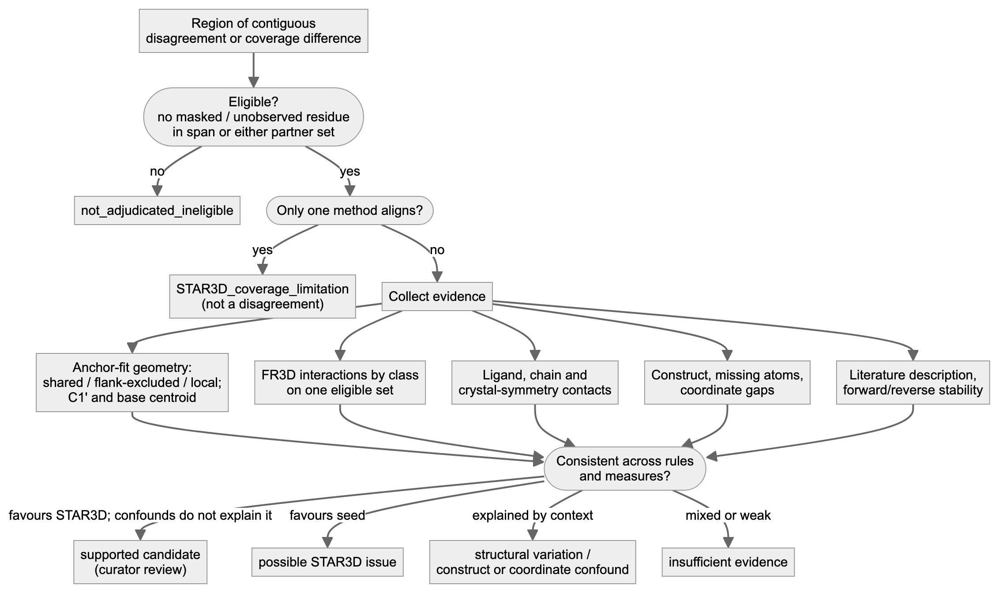 Region of contiguous
disagreement or coverage difference
Eligible?
no masked / unobserved residue
in span or either partner set
no
yes
not_adjudicated_ineligible
Only one method aligns?
yes
no
STAR3D_coverage_limitation
(not a disagreement)
Collect evidence
Anchor-fit geometry:
shared / flank-excluded / local;
C1' and base centroid
FR3D interactions by class
on one eligible set
Ligand, chain and
crystal-symmetry contacts
Construct, missing atoms,
coordinate gaps
Literature description,
forward/reverse stability
Consistent across rules
and measures?
favours STAR3D; confounds do not explain it
favours seed
explained by context
mixed or weak
supported candidate
(curator review)
possible STAR3D issue
structural variation /
construct or coordinate confound
insufficient evidence